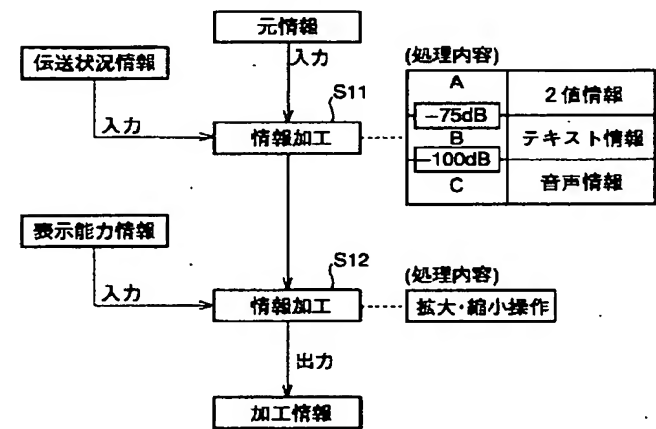 元情報
伝送状況情報
入力
入力
S11
情報加工
(処理内容)
A
2値情報
−75dB
B
テキスト情報
−100dB
C
音声情報
表示能力情報
入力
S12
情報加工
(処理内容)
拡大・縮小操作
出力
加工情報